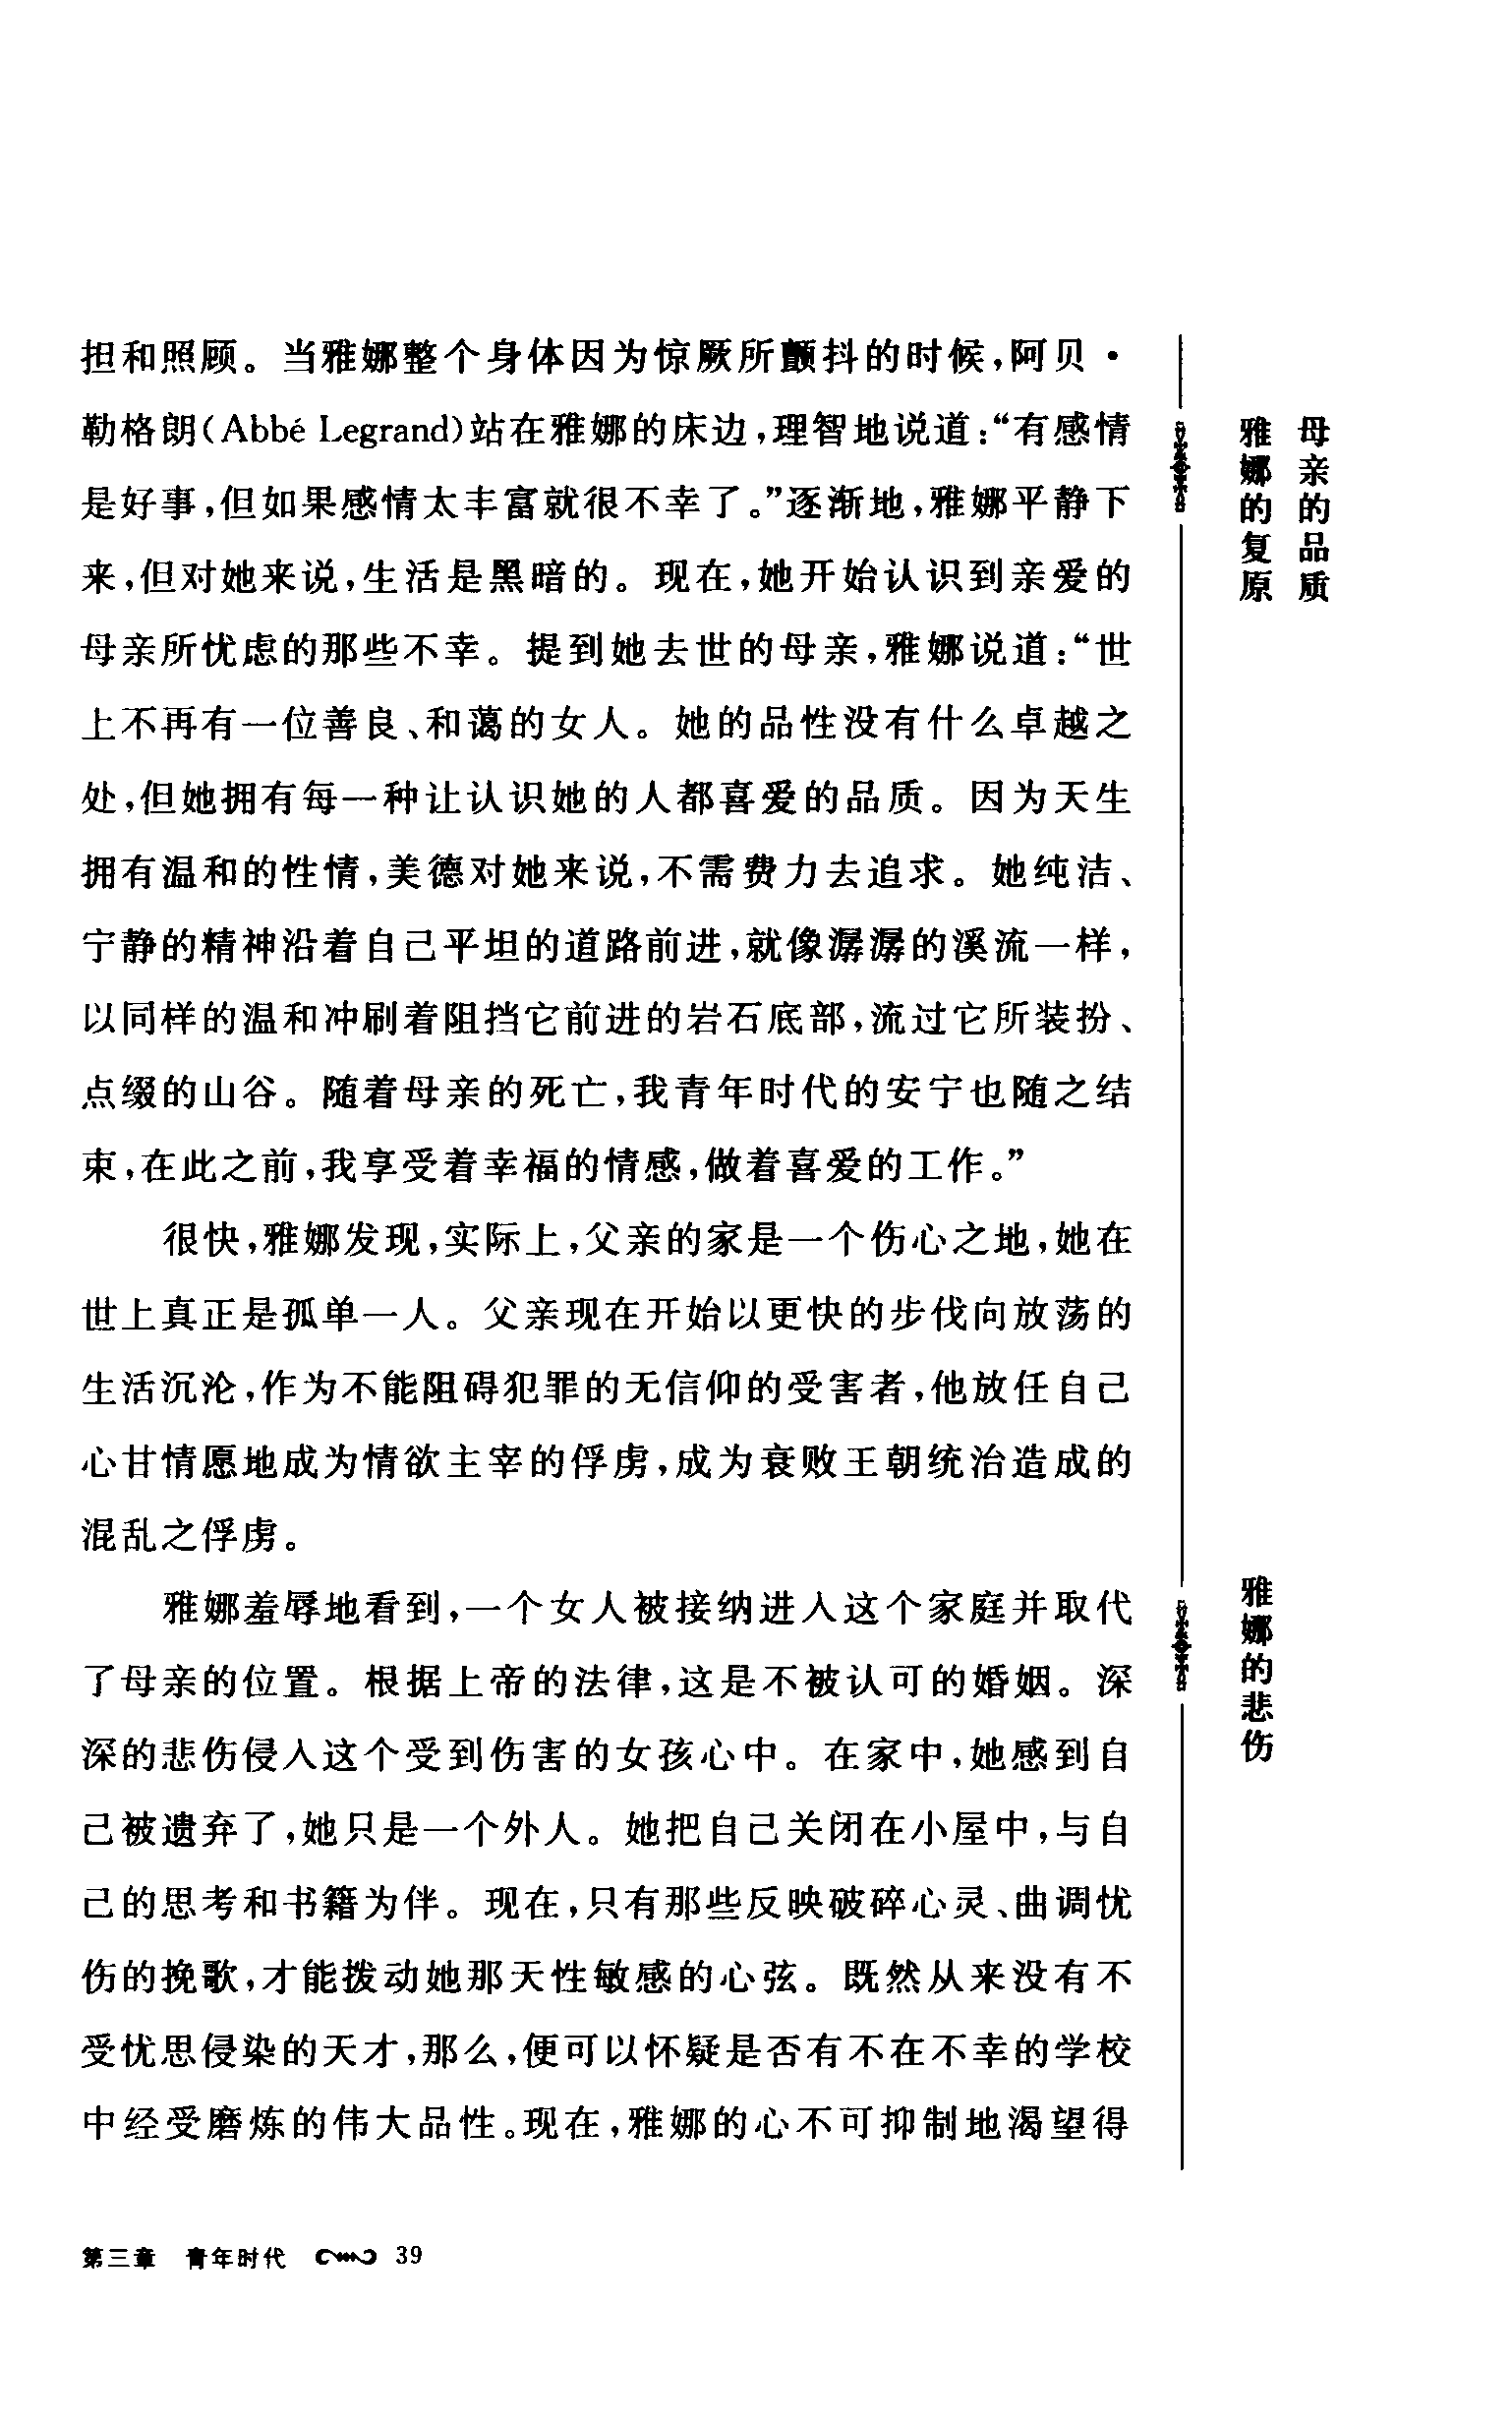 担和照顾。当雅娜整个身体因为惊厥所颤抖的时候,阿贝·
勒格朗(Abbé Legrand)站在雅娜的床边,理智地说道:“有感情
是好事,但如果感情太丰富就很不幸了。”逐渐地,雅娜平静下
来,但对她来说,生活是黑暗的。现在,她开始认识到亲爱的
母亲所忧虑的那些不幸。提到她去世的母亲,雅娜说道:“世
上不再有一位善良、和蔼的女人。她的品性没有什么卓越之
处,但她拥有每一种让认识她的人都喜爱的品质。因为天生
拥有温和的性情,美德对她来说,不需费力去追求。她纯洁、
宁静的精神沿着自己平坦的道路前进,就像潺潺的溪流一样,
以同样的温和冲刷着阻挡它前进的岩石底部,流过它所装扮、
点缀的山谷。随着母亲的死亡,我青年时代的安宁也随之结
束,在此之前,我享受着幸福的情感,做着喜爱的工作。”
很快,雅娜发现,实际上,父亲的家是一个伤心之地,她在
世上真正是孤单一人。父亲现在开始以更快的步伐向放荡的
生活沉沦,作为不能阻碍犯罪的无信仰的受害者,他放任自己
心甘情愿地成为情欲主宰的俘虏,成为衰败王朝统治造成的
混乱之俘虏。
雅娜羞辱地看到,一个女人被接纳进入这个家庭并取代
了母亲的位置。根据上帝的法律,这是不被认可的婚姻。深
深的悲伤侵入这个受到伤害的女孩心中。在家中,她感到自
己被遗弃了,她只是一个外人。她把自己关闭在小屋中,与自
己的思考和书籍为伴。现在,只有那些反映破碎心灵、曲调忧
伤的挽歌,才能拨动她那天性敏感的心弦。既然从来没有不
受忧思侵染的天才,那么,便可以怀疑是否有不在不幸的学校
中经受磨炼的伟大品性。现在,雅娜的心不可抑制地渴望得
母亲的品质
雅娜的复原
雅娜的悲伤
第三章 青年时代 39